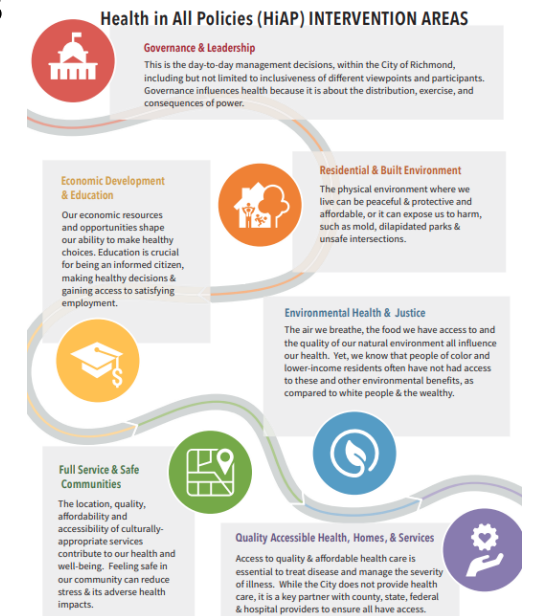 Health in All Policies (HiAP) INTERVENTION AREAS
Governance & Leadership
This is the day-to-day management decisions, within the City of Richmond,
including but not limited to inclusiveness of different viewpoints and participants.
Governance influences health because it is about the distribution, exercise, and
consequences of power.
Residential & Built Environment
The physical environment where we
live can be peaceful & protective and
affordable, or it can expose us to harm,
such as mold, dilapidated parks &
unsafe intersections.
Economic Development
& Education
Our economic resources
and opportunities shape
our ability to make healthy
choices. Education is crucial
for being an informed citizen,
making healthy decisions &
gaining access to satisfying
employment.
$
Environmental Health & Justice
The air we breathe, the food we have access to and
the quality of our natural environment all influence
our health. Yet, we know that people of color and
lower-income residents often have not had access
to these and other environmental benefits, as
compared to white people & the wealthy.
Full Service & Safe
Communities
The location, quality,
affordability and
accessibility of culturally-
appropriate services
contribute to our health and
well-being. Feeling safe in
our community can reduce
stress & its adverse health
impacts.
Quality Accessible Health, Homes, & Services
Access to quality & affordable health care is
essential to treat disease and manage the severity
of illness. While the City does not provide health
care, it is a key partner with county, state, federal
& hospital providers to ensure all have access.